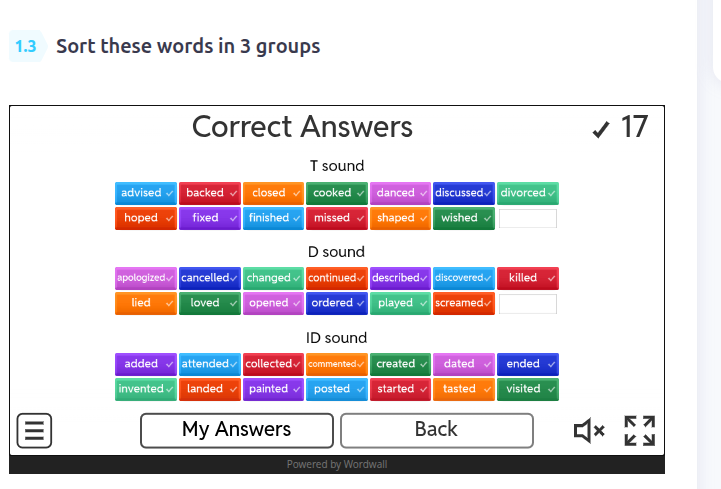 1.3 Sort these words in 3 groups
Correct Answers
✓ 17
T sound
advised ✓ backed ✓ closed ✓ cooked ✓ danced ✓ discussed ✓ divorced ✓
hoped ✓ fixed ✓ finished ✓ missed ✓ shaped ✓ wished ✓
D sound
apologized ✓ cancelled ✓ changed ✓ continued ✓ described ✓ discovered ✓ killed ✓
lied ✓ loved ✓ opened ✓ ordered ✓ played ✓ screamed ✓
ID sound
added ✓ attended ✓ collected ✓ commented ✓ created ✓ dated ✓ ended ✓
invented ✓ landed ✓ painted ✓ posted ✓ started ✓ tasted ✓ visited ✓
My Answers
Back
Powered by Wordwall